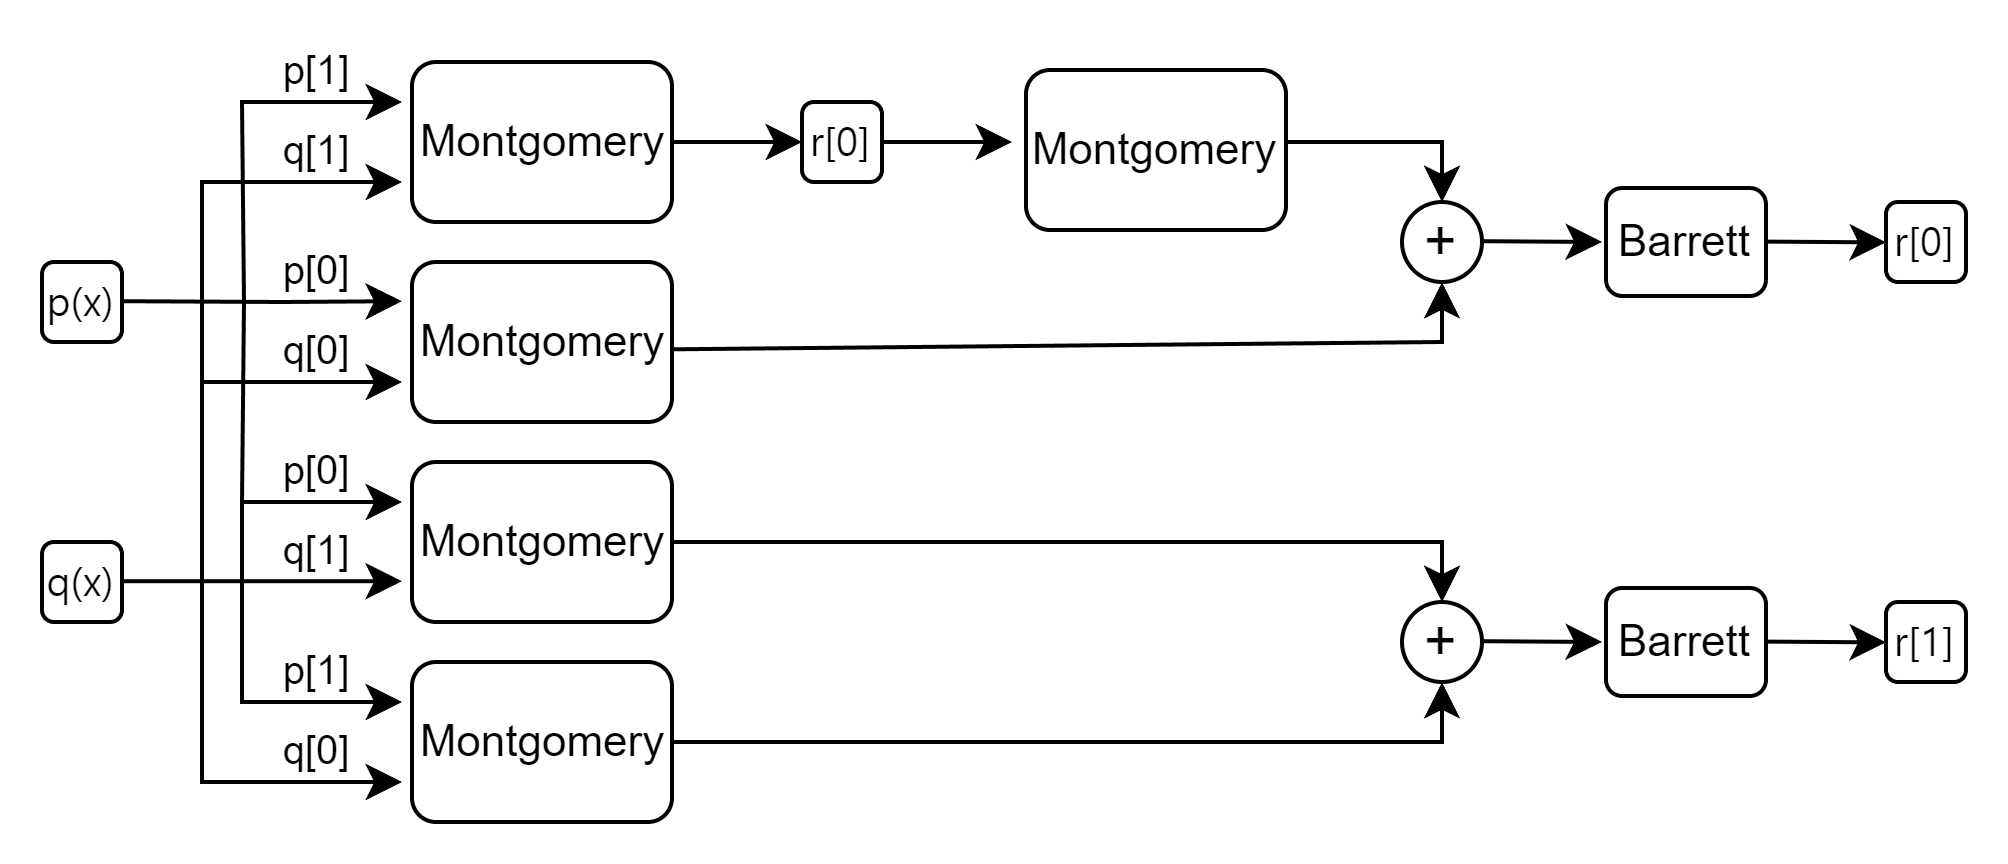 p[1]
q[1]
Montgomery
r[0]
Montgomery
p(x)
p[0]
q[0]
Montgomery
+
Barrett
r[0]
q(x)
p[0]
q[1]
Montgomery
+
Barrett
r[1]
p[1]
q[0]
Montgomery